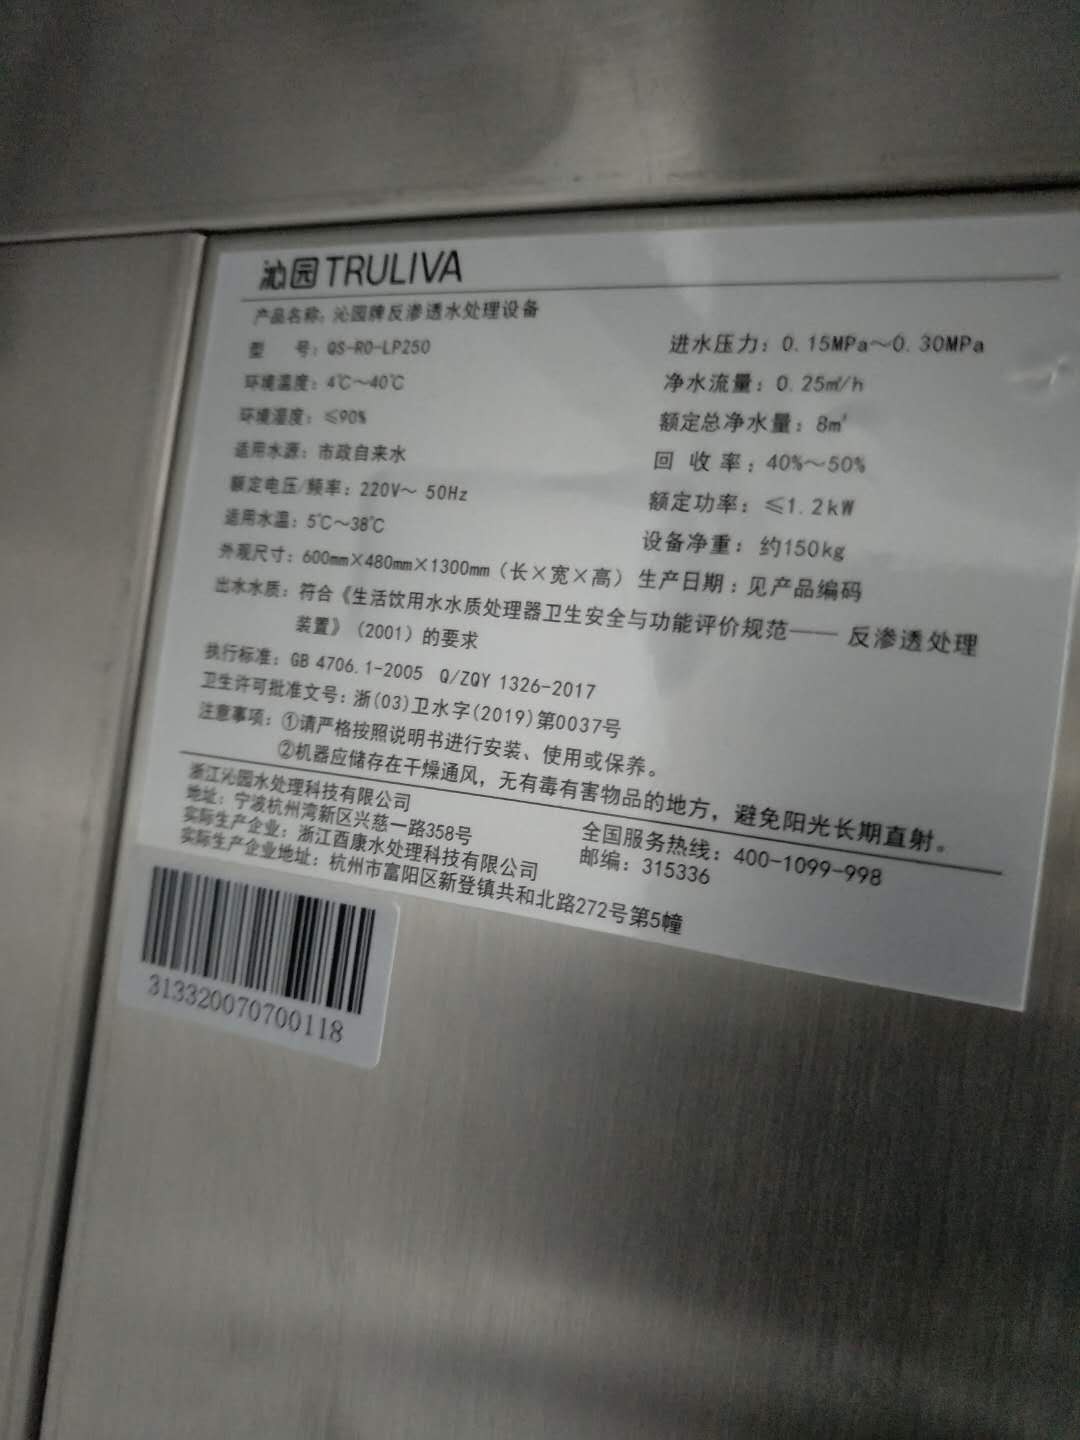 沁园TRULIVA
产品名称：沁园牌反渗透水处理设备
型 号：QS-RO-LP250
环境温度：4℃～40℃
环境湿度：≤90%
适用水源：市政自来水
额定电压/频率：220V～ 50Hz
适用水温：5℃～38℃
外观尺寸：600mm×480mm×1300mm（长×宽×高）
进水压力：0.15MPa～0.30MPa
净水流量：0.25㎥/h
额定总净水量：8㎥
回 收 率：40%～50%
额定功率：≤1.2kW
设备净重：约150kg
生产日期：见产品编码
出水水质：符合《生活饮用水水质处理器卫生安全与功能评价规范—— 反渗透处理
装置》（2001）的要求
执行标准：GB 4706.1-2005 Q/ZQY 1326-2017
卫生许可批准文号：浙(03)卫水字(2019)第0037号
注意事项：①请严格按照说明书进行安装、使用或保养。
②机器应储存在干燥通风，无有毒有害物品的地方，避免阳光长期直射。
浙江沁园水处理科技有限公司
地址：宁波杭州湾新区兴慈一路358号
实际生产企业：浙江酉康水处理科技有限公司
实际生产企业地址：杭州市富阳区新登镇共和北路272号第5幢
全国服务热线：400-1099-998
邮编：315336
313320070700118